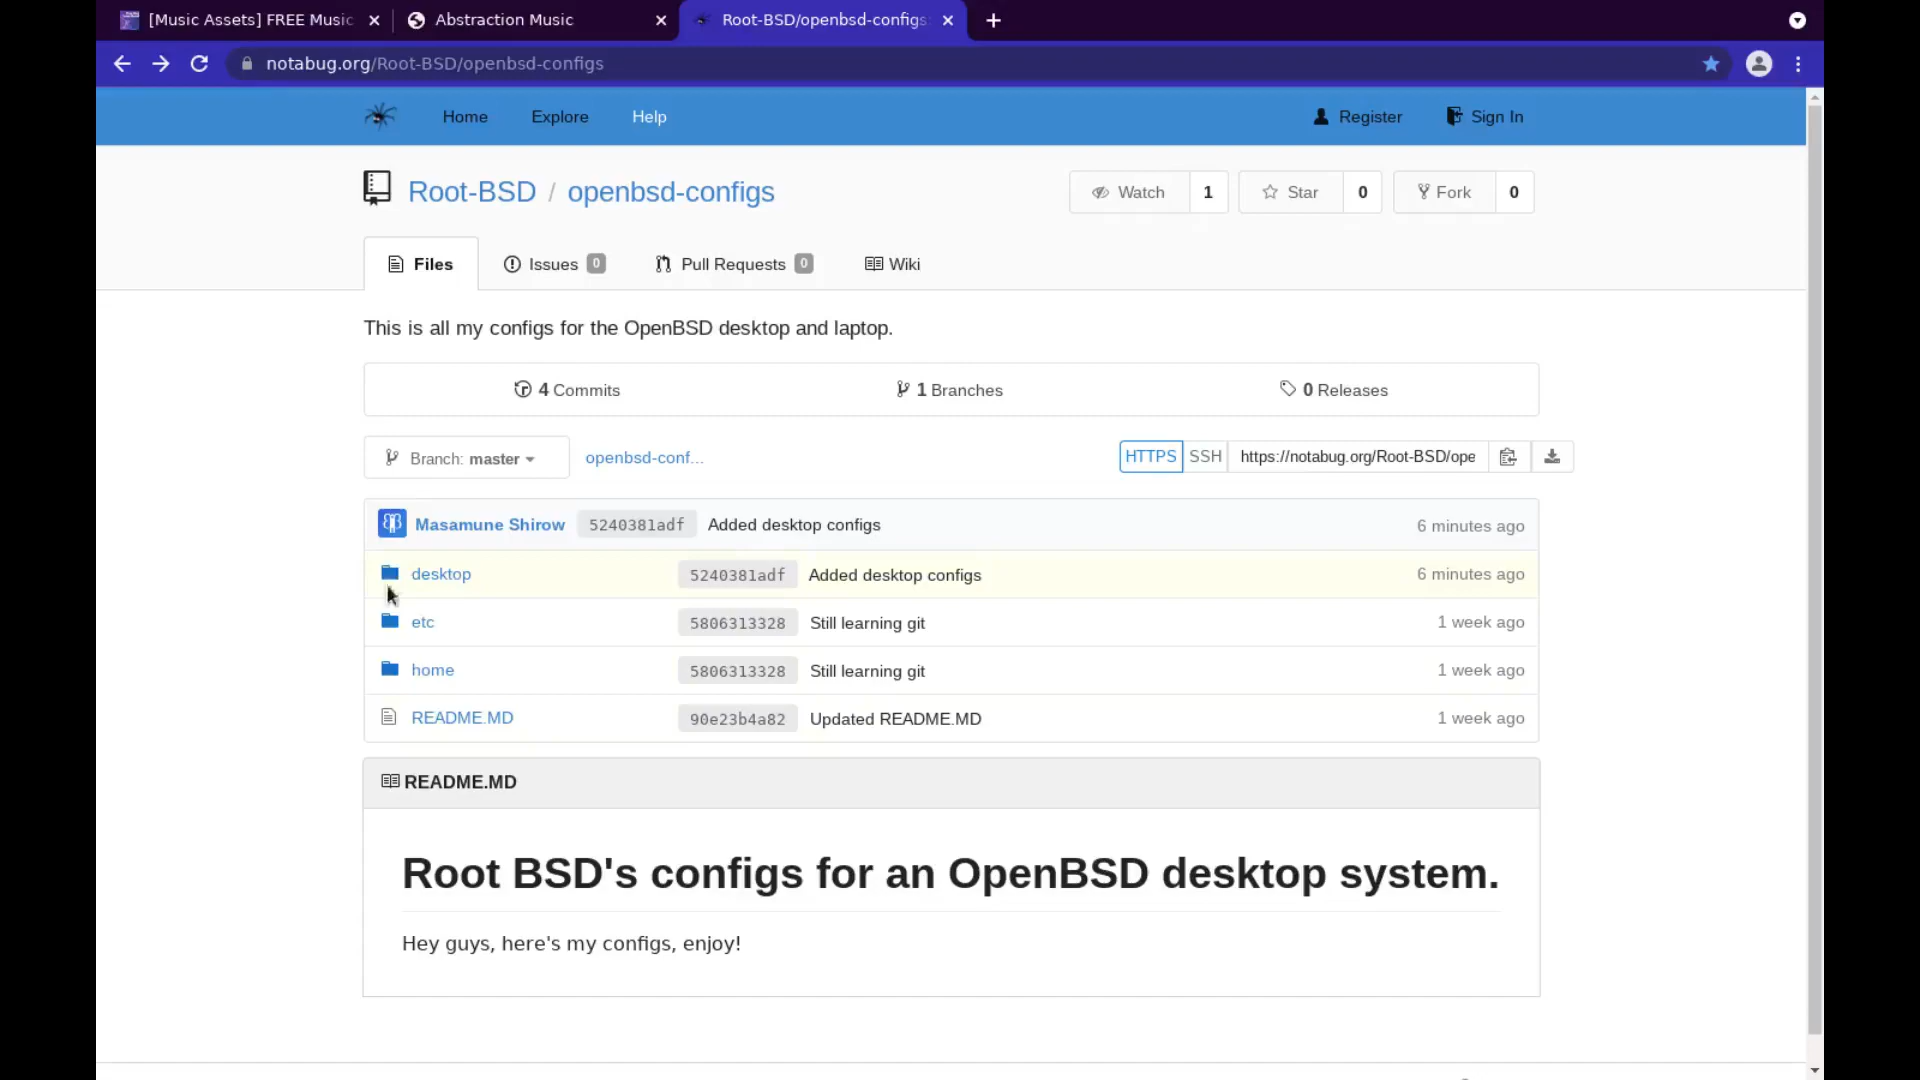 [Music Assets] FREE Music
Abstraction Music
Root-BSD/openbsd-configs
notabug.org/Root-BSD/openbsd-configs
Home
Explore
Help
Register
Sign In
Root-BSD / openbsd-configs
Watch 1
Star 0
Fork 0
Files
Issues 0
Pull Requests 0
Wiki
This is all my configs for the OpenBSD desktop and laptop.
4 Commits
1 Branches
0 Releases
Branch: master
openbsd-conf...
HTTPS
SSH
https://notabug.org/Root-BSD/ope
Masamune Shirow 5240381adf Added desktop configs 6 minutes ago
desktop 5240381adf Added desktop configs 6 minutes ago
etc 5806313328 Still learning git 1 week ago
home 5806313328 Still learning git 1 week ago
README.MD 90e23b4a82 Updated README.MD 1 week ago
README.MD
Root BSD's configs for an OpenBSD desktop system.
Hey guys, here's my configs, enjoy!